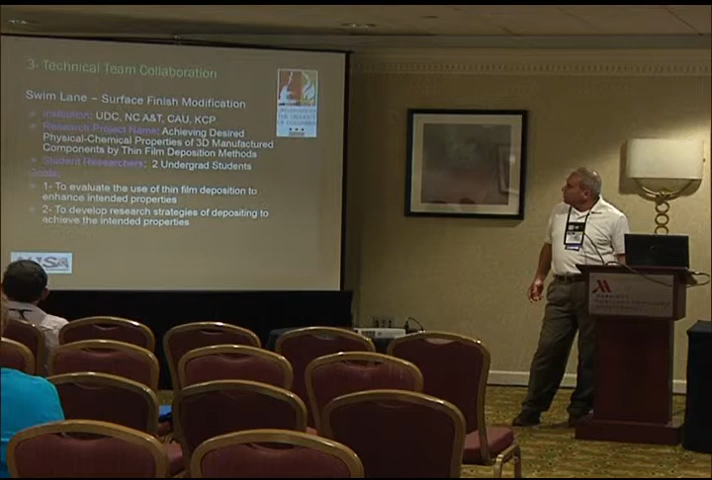 3- Technical Team Collaboration
Swim Lane – Surface Finish Modification
Institution: UDC, NC A&T, CAU, KCP
Research Project Name: Achieving Desired
Physical-Chemical Properties of 3D Manufactured
Components by Thin Film Deposition Methods
Student Researchers: 2 Undergrad Students
Goals:
1- To evaluate the use of thin film deposition to
enhance intended properties
2- To develop research strategies of depositing to
achieve the intended properties